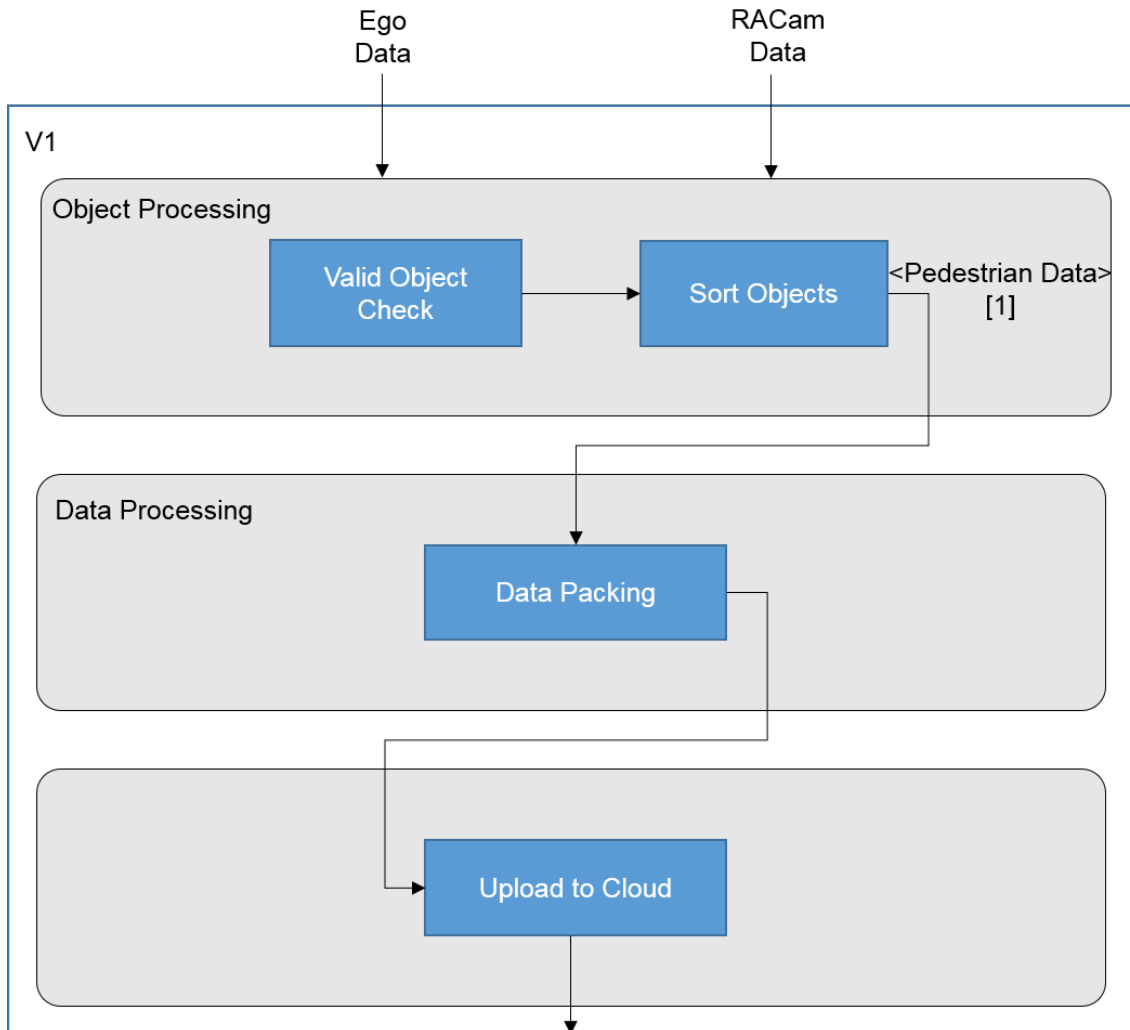 Ego
Data
RACam
Data
V1
Object Processing
Valid Object
Check
Sort Objects
<Pedestrian Data>
[1]
Data Processing
Data Packing
Upload to Cloud